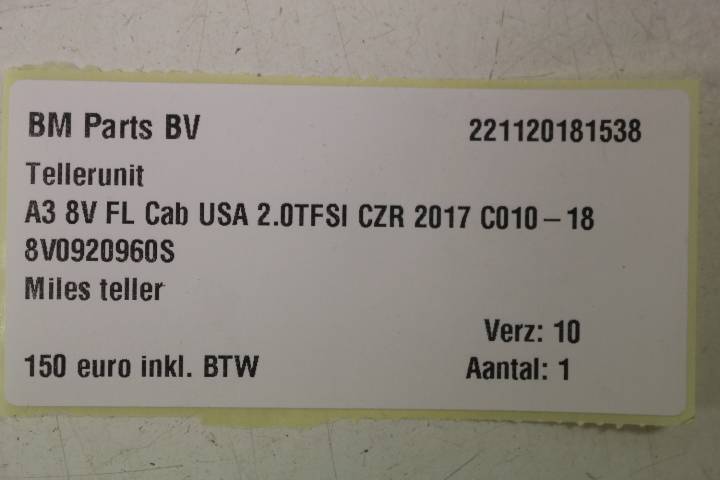 BM Parts BV 221120181538
Tellerunit
A3 8V FL Cab USA 2.0TFSI CZR 2017 C010-18
8V0920960S
Miles teller
Verz: 10
150 euro inkl. BTW Aantal: 1